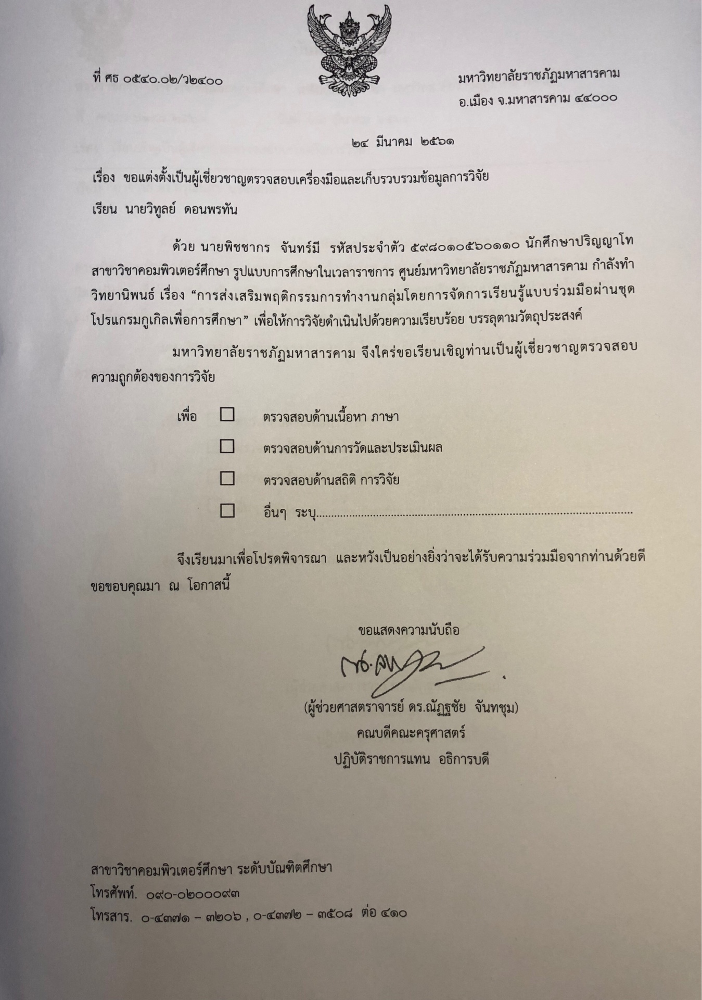 ที่ ศธ ๐๕๔๐.๐๒/ว๒๔๐๐
มหาวิทยาลัยราชภัฏมหาสารคาม
อ.เมือง จ.มหาสารคาม ๔๔๐๐๐
๒๔ มีนาคม ๒๕๖๑
เรื่อง ขอแต่งตั้งเป็นผู้เชี่ยวชาญตรวจสอบเครื่องมือและเก็บรวบรวมข้อมูลการวิจัย
เรียน นายวิทูลย์ ดอนพรทัน
ด้วย นายพิชชากร จันทร์มี รหัสประจำตัว ๕๙๘๐๑๐๕๖๐๑๑๐ นักศึกษาปริญญาโท
สาขาวิชาคอมพิวเตอร์ศึกษา รูปแบบการศึกษาในเวลาราชการ ศูนย์มหาวิทยาลัยราชภัฏมหาสารคาม กำลังทำ
วิทยานิพนธ์ เรื่อง “การส่งเสริมพฤติกรรมการทำงานกลุ่มโดยการจัดการเรียนรู้แบบร่วมมือผ่านชุด
โปรแกรมกูเกิลเพื่อการศึกษา” เพื่อให้การวิจัยดำเนินไปด้วยความเรียบร้อย บรรลุตามวัตถุประสงค์
มหาวิทยาลัยราชภัฏมหาสารคาม จึงใคร่ขอเรียนเชิญท่านเป็นผู้เชี่ยวชาญตรวจสอบ
ความถูกต้องของการวิจัย
เพื่อ ☐ ตรวจสอบด้านเนื้อหา ภาษา
☐ ตรวจสอบด้านการวัดและประเมินผล
☐ ตรวจสอบด้านสถิติ การวิจัย
☐ อื่นๆ ระบุ..........................................................................................................
จึงเรียนมาเพื่อโปรดพิจารณา และหวังเป็นอย่างยิ่งว่าจะได้รับความร่วมมือจากท่านด้วยดี
ขอขอบคุณมา ณ โอกาสนี้
ขอแสดงความนับถือ
(ผู้ช่วยศาสตราจารย์ ดร.ณัฏฐชัย จันทชุม)
คณบดีคณะครุศาสตร์
ปฏิบัติราชการแทน อธิการบดี
สาขาวิชาคอมพิวเตอร์ศึกษา ระดับบัณฑิตศึกษา
โทรศัพท์. ๐๙๐-๐๒๐๐๐๙๓
โทรสาร. ๐-๔๓๗๑ – ๓๒๐๖ , ๐-๔๓๗๒ – ๓๕๐๘ ต่อ ๔๑๐